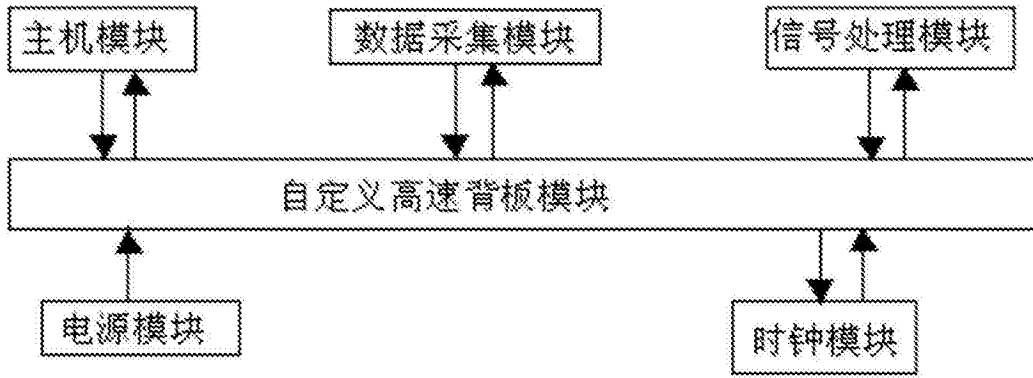 主机模块
数据采集模块
信号处理模块
自定义高速背板模块
电源模块
时钟模块